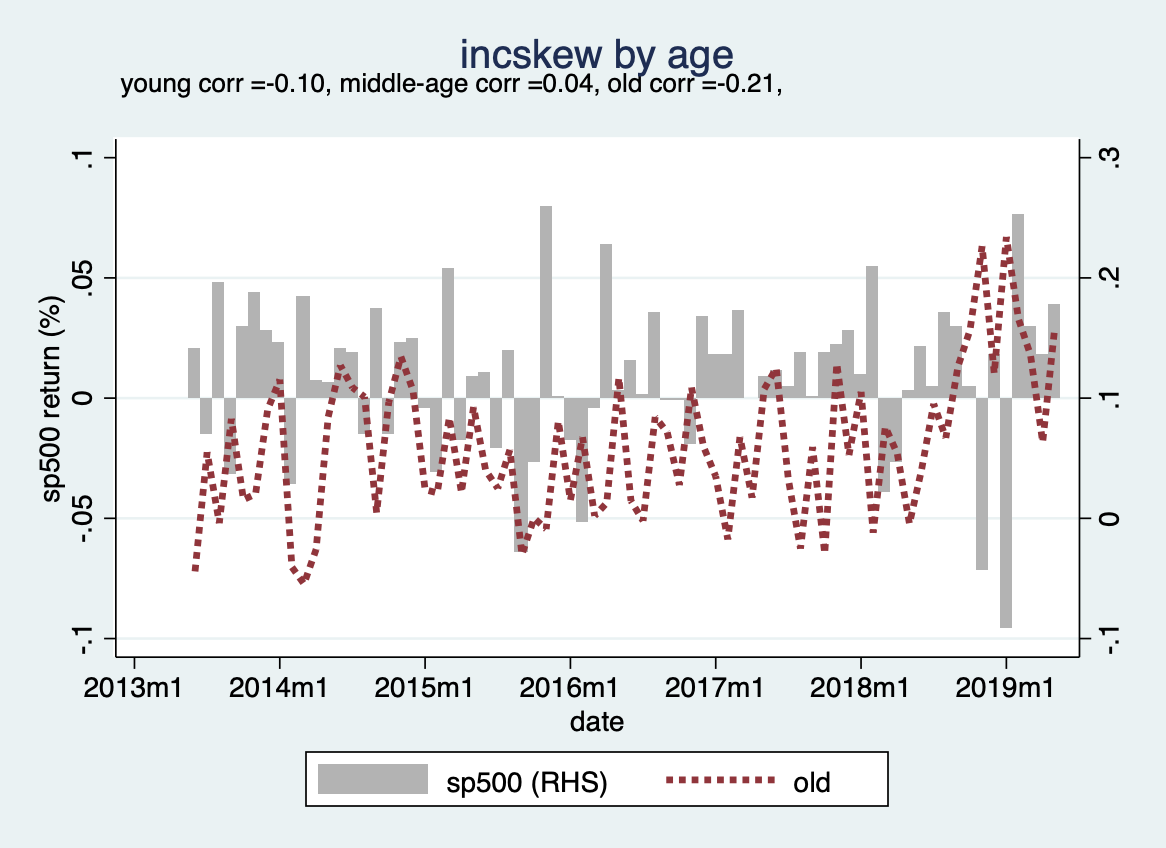 incskew by age
young corr =-0.10, middle-age corr =0.04, old corr =-0.21,
sp500 return (%)
.1
.05
0
-.05
-.1
.3
.2
.1
0
-.1
2013m1 2014m1 2015m1 2016m1 2017m1 2018m1 2019m1
date
sp500 (RHS) old